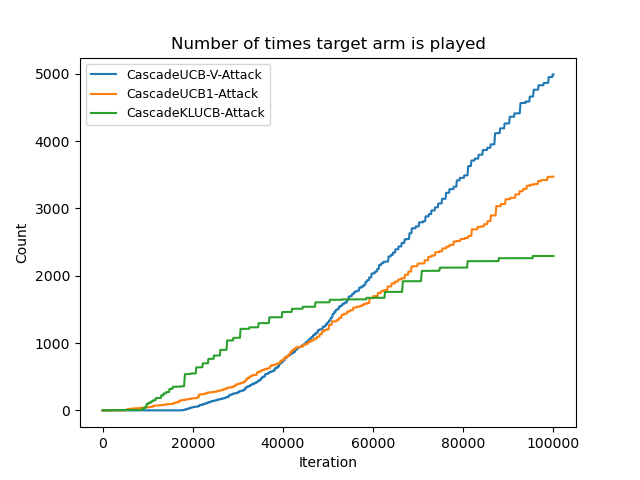 Number of times target arm is played
CascadeUCB-V-Attack
CascadeUCB1-Attack
CascadeKLUCB-Attack
5000
4000
3000
2000
1000
0
Count
0 20000 40000 60000 80000 100000
Iteration